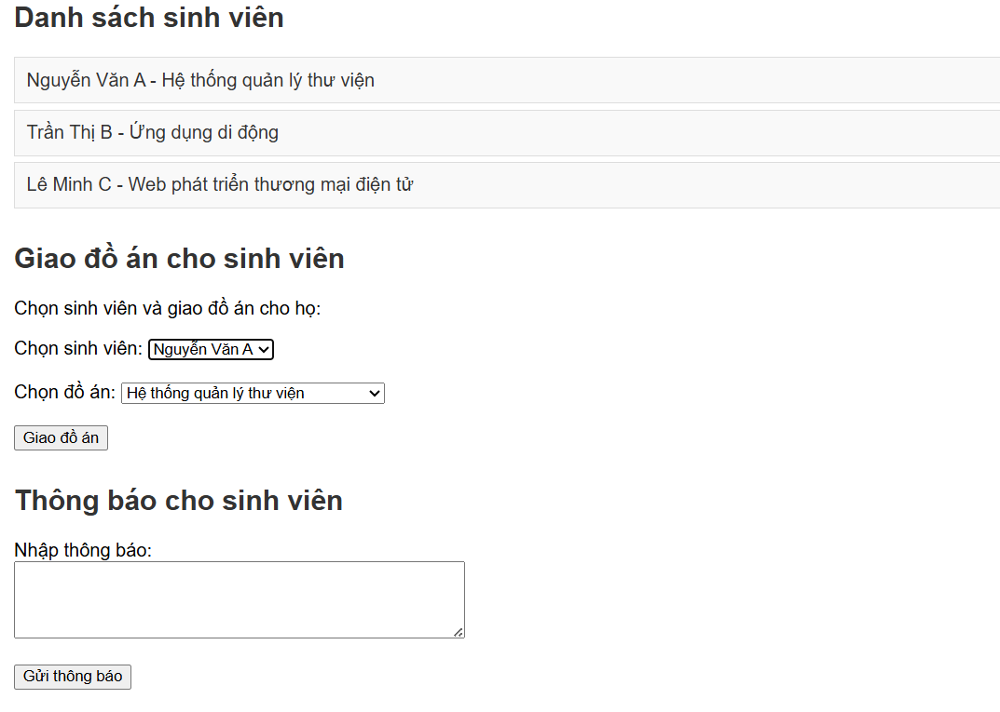 Danh sách sinh viên
Nguyễn Văn A - Hệ thống quản lý thư viện
Trần Thị B - Ứng dụng di động
Lê Minh C - Web phát triển thương mại điện tử
Giao đồ án cho sinh viên
Chọn sinh viên và giao đồ án cho họ:
Chọn sinh viên: Nguyễn Văn A
Chọn đồ án: Hệ thống quản lý thư viện
Giao đồ án
Thông báo cho sinh viên
Nhập thông báo:
Gửi thông báo